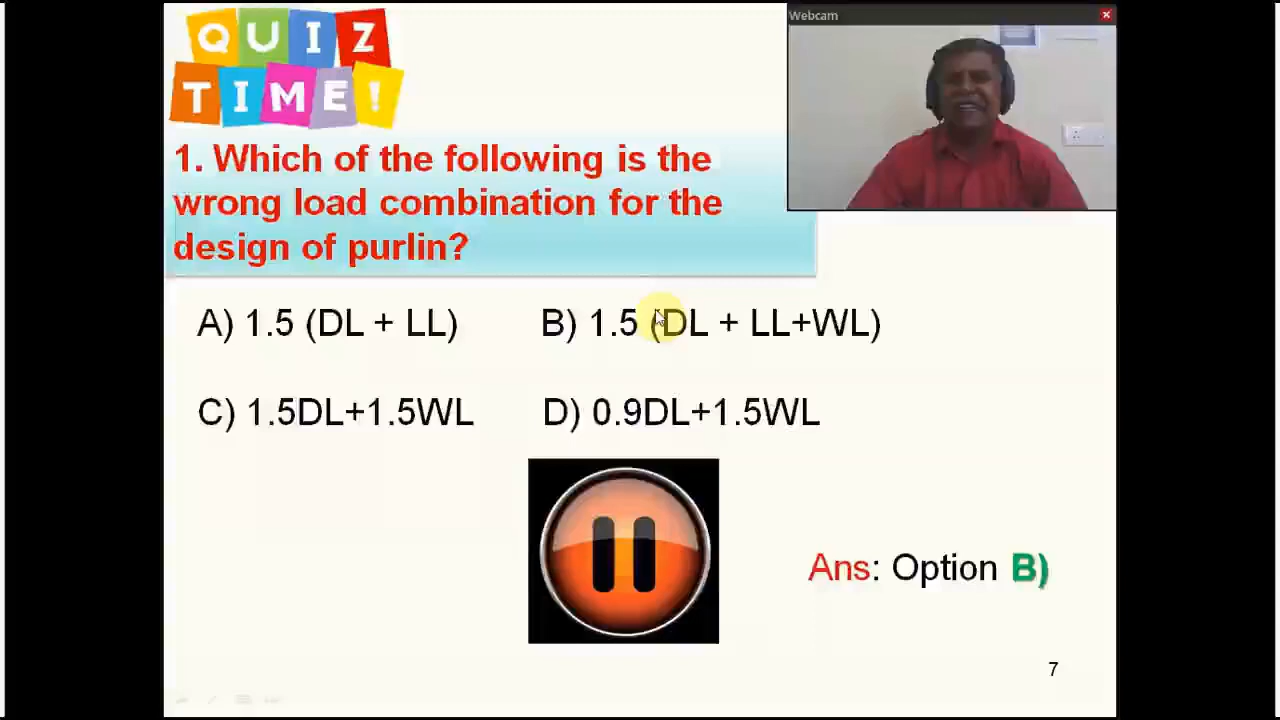 QUIZ
TIME!
Webcam
1. Which of the following is the
wrong load combination for the
design of purlin?
A) 1.5 (DL + LL)
B) 1.5 (DL + LL+WL)
C) 1.5DL+1.5WL
D) 0.9DL+1.5WL
Ans: Option B)
7